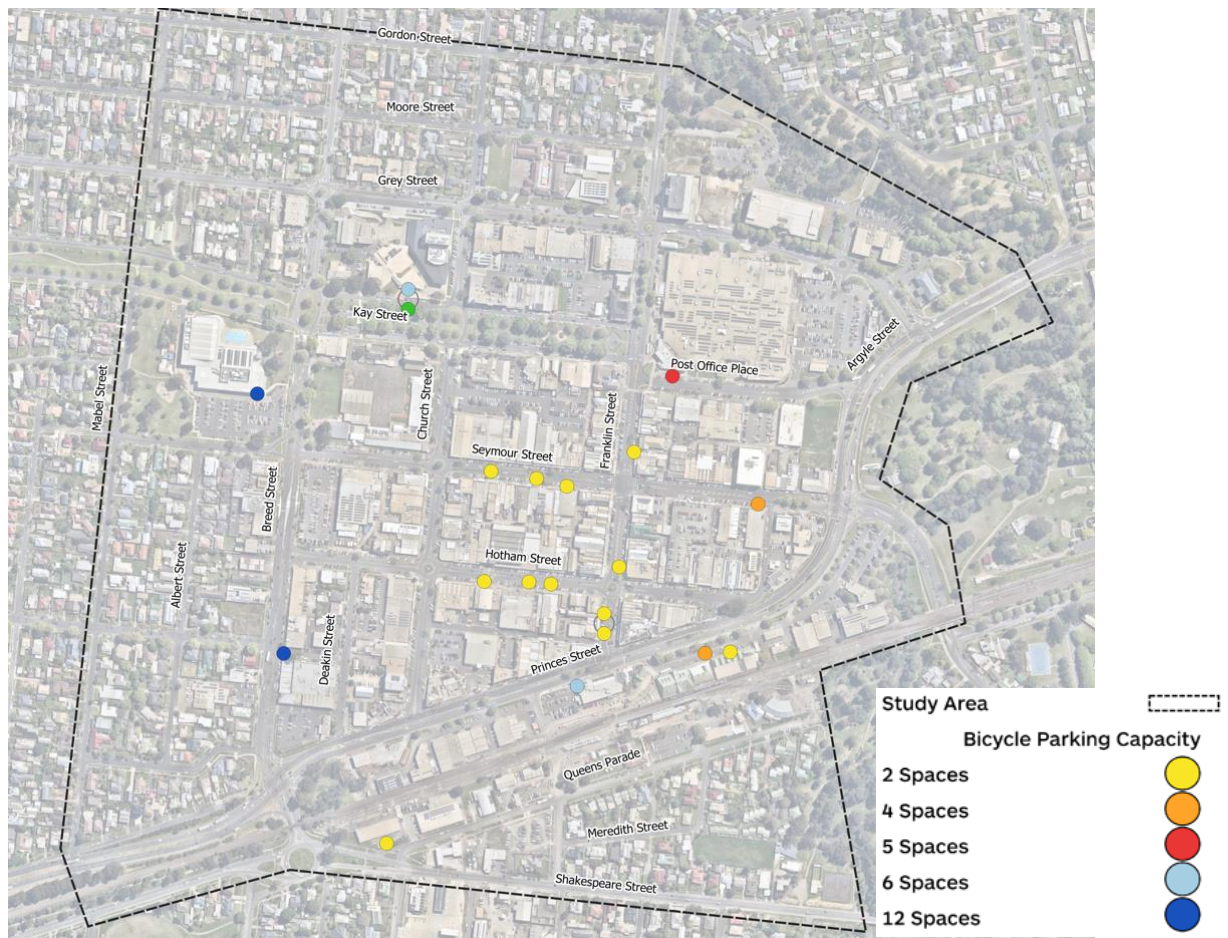 Gordon Street
Moore Street
Grey Street
Kay Street
Post Office Place
Argyle Street
Mabel Street
Church Street
Franklin Street
Seymour Street
Breed Street
Albert Street
Hotham Street
Deakin Street
Princes Street
Queens Parade
Meredith Street
Shakespeare Street
Study Area
Bicycle Parking Capacity
2 Spaces
4 Spaces
5 Spaces
6 Spaces
12 Spaces